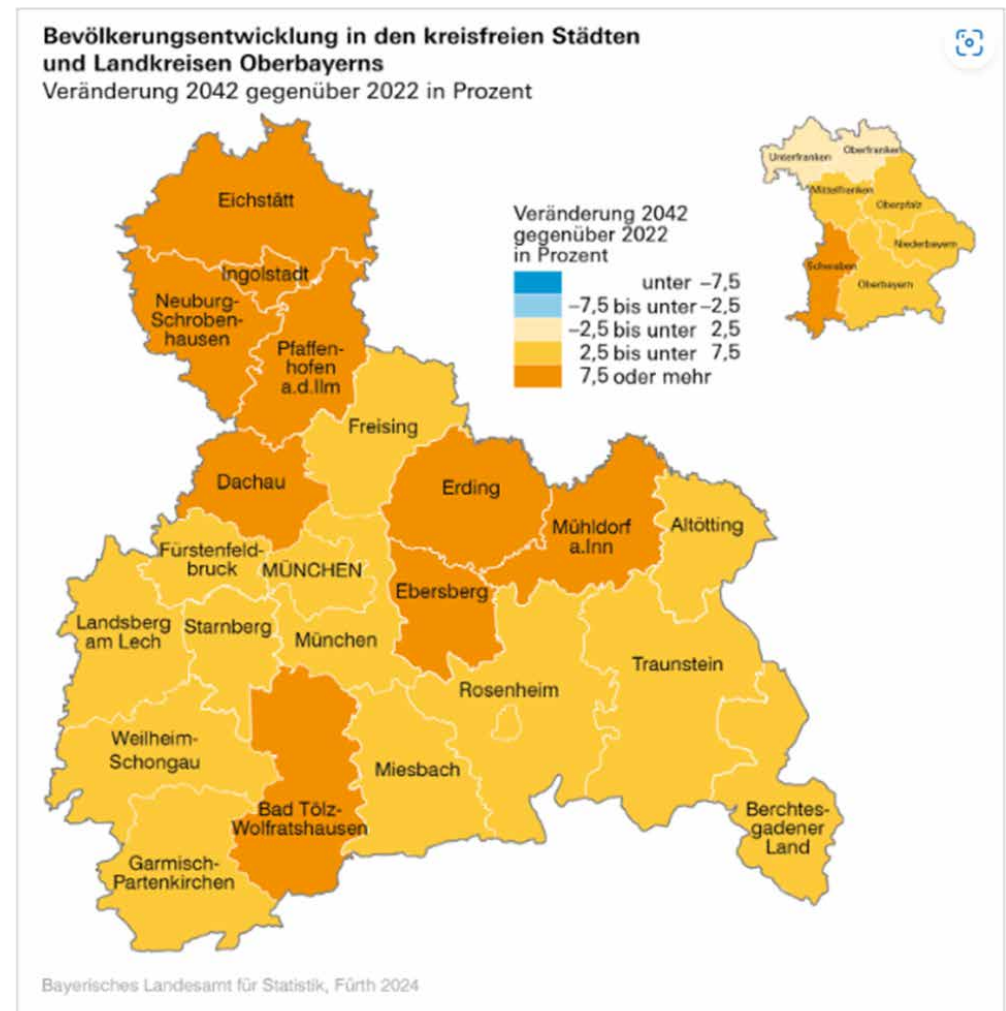 Bevölkerungsentwicklung in den kreisfreien Städten
und Landkreisen Oberbayerns
Veränderung 2042 gegenüber 2022 in Prozent
Unterfranken
Oberfranken
Mittelfranken
Oberpfalz
Niederbayern
Schwaben
Oberbayern
Veränderung 2042
gegenüber 2022
in Prozent
unter –7,5
–7,5 bis unter –2,5
–2,5 bis unter 2,5
2,5 bis unter 7,5
7,5 oder mehr
Eichstätt
Ingolstadt
Neuburg-
Schroben-
hausen
Pfaffen-
hofen
a.d.Ilm
Freising
Dachau
Erding
Mühldorf
a.Inn
Altötting
Fürstenfeld-
bruck
MÜNCHEN
Ebersberg
Landsberg
am Lech
Starnberg
München
Traunstein
Rosenheim
Weilheim-
Schongau
Miesbach
Bad Tölz-
Wolfratshausen
Berchtes-
gadener
Land
Garmisch-
Partenkirchen
Bayerisches Landesamt für Statistik, Fürth 2024